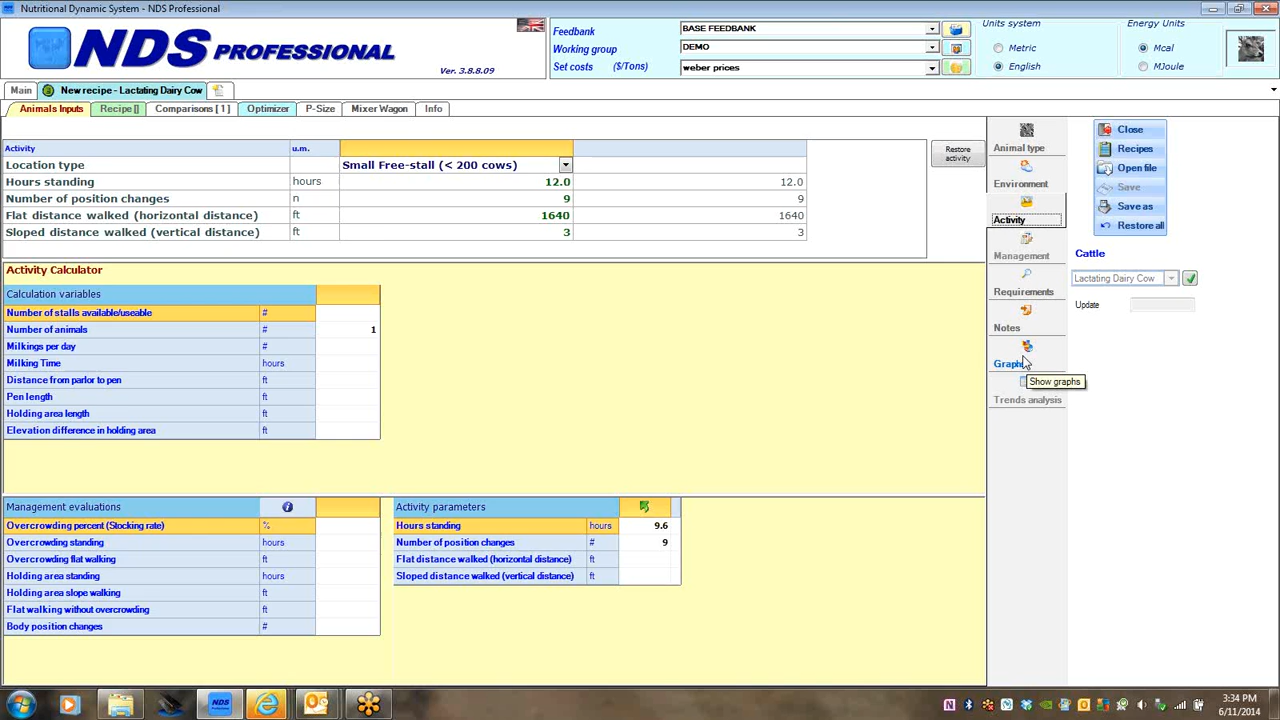 Nutritional Dynamic System - NDS Professional
NDS PROFESSIONAL
Ver. 3.8.8.09
Feedbank BASE FEEDBANK
Working group DEMO
Set costs ($/Tons) weber prices
Units system
Metric
English
Energy Units
Mcal
MJoule
Main New recipe - Lactating Dairy Cow
Animals Inputs Recipe [] Comparisons [ 1 ] Optimizer P-Size Mixer Wagon Info
Activity u.m.
Location type Small Free-stall (< 200 cows)
Hours standing hours 12.0 12.0
Number of position changes n 9 9
Flat distance walked (horizontal distance) ft 1640 1640
Sloped distance walked (vertical distance) ft 3 3
Restore activity
Activity Calculator
Calculation variables
Number of stalls available/useable #
Number of animals # 1
Milkings per day #
Milking Time hours
Distance from parlor to pen ft
Pen length ft
Holding area length ft
Elevation difference in holding area ft
Management evaluations
Overcrowding percent (Stocking rate) %
Overcrowding standing hours
Overcrowding flat walking ft
Holding area standing hours
Holding area slope walking ft
Flat walking without overcrowding ft
Body position changes #
Activity parameters
Hours standing hours 9.6
Number of position changes # 9
Flat distance walked (horizontal distance) ft
Sloped distance walked (vertical distance) ft
Animal type
Environment
Activity
Management
Requirements
Notes
Graph
Show graphs
Trends analysis
Close
Recipes
Open file
Save
Save as
Restore all
Cattle
Lactating Dairy Cow
Update
NDS
3:34 PM
6/11/2014